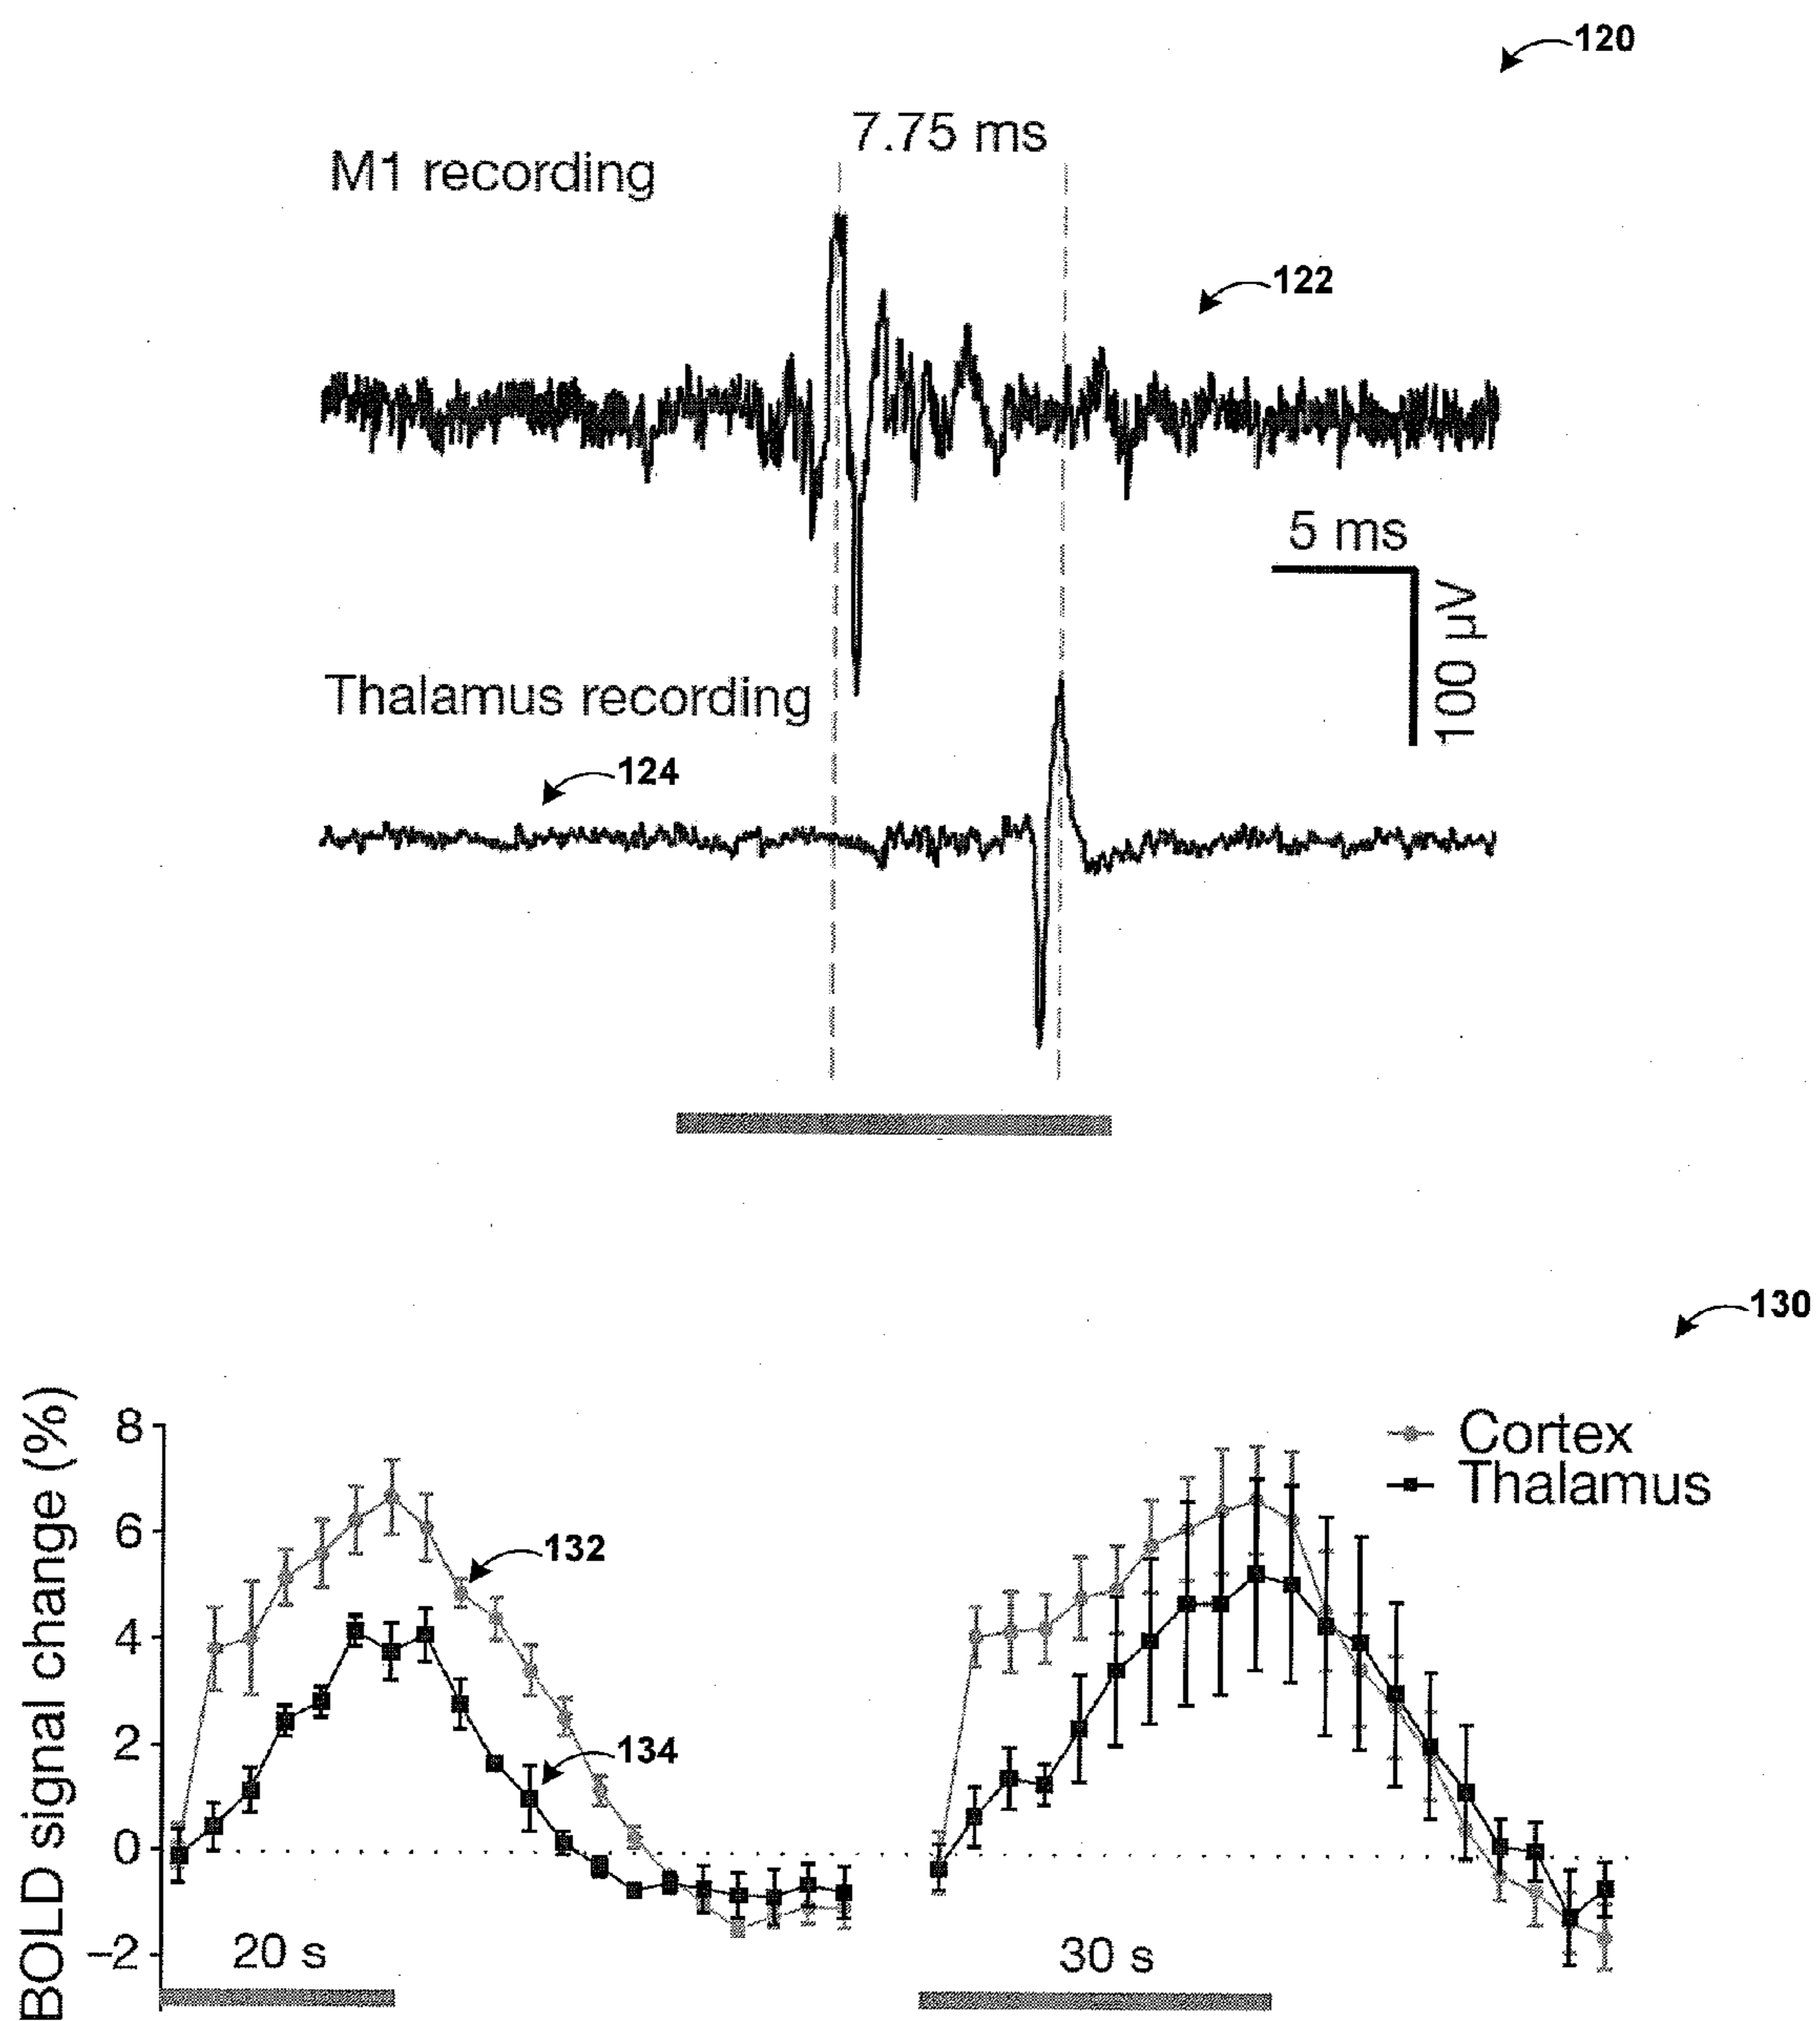 120
7.75 ms
M1 recording
122
5 ms
100 µV
Thalamus recording
124
130
BOLD signal change (%)
8
6
4
2
0
−2
Cortex
Thalamus
132
134
20 s
30 s